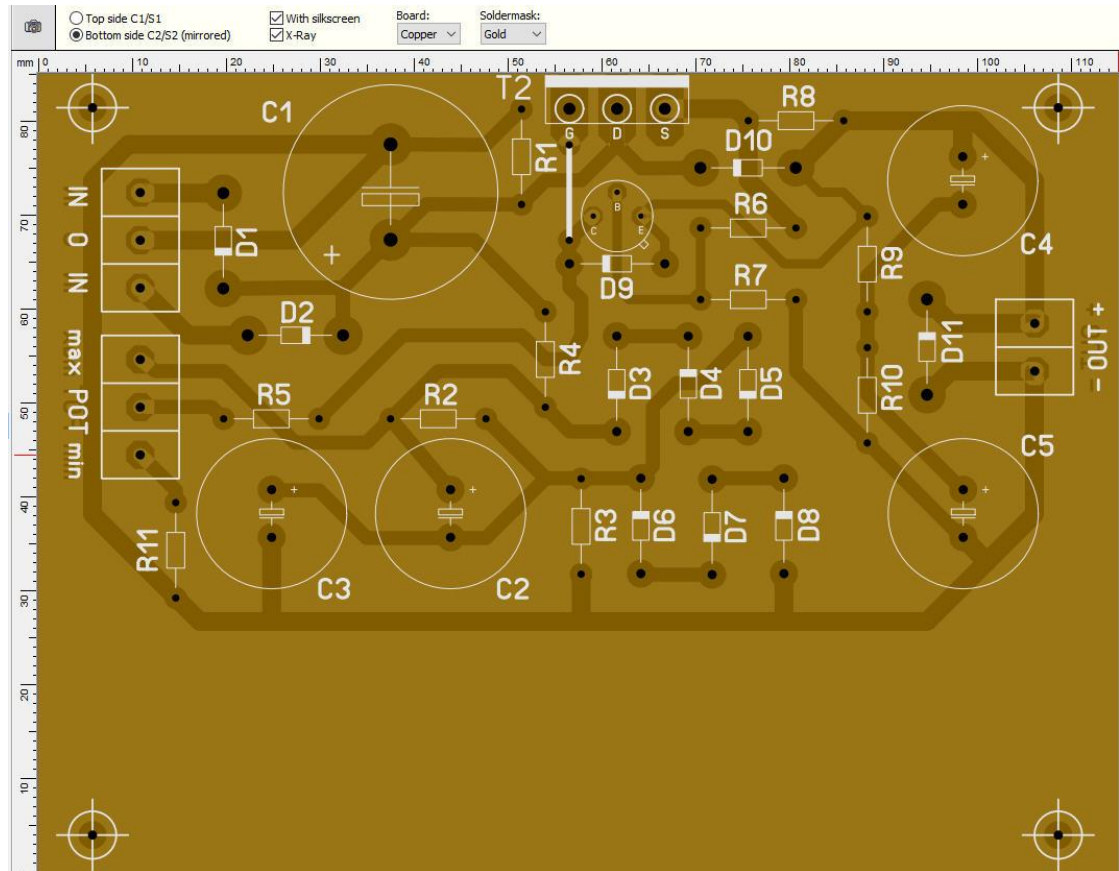 Top side C1/S1
With silkscreen
Board:
Soldermask:
Bottom side C2/S2 (mirrored)
X-Ray
Copper
Gold
mm
0
10
20
30
40
50
60
70
80
90
100
110
80
70
60
50
40
30
20
10
T2
C1
R8
G D S
D10
R1
IN
O
IN
D1
+
B
C
E
R6
C4
R9
D9
R7
D2
max
POT
min
R4
D3
D4
D5
D11
- OUT +
R10
R5
R2
C5
R11
C3
C2
R3
D6
D7
D8